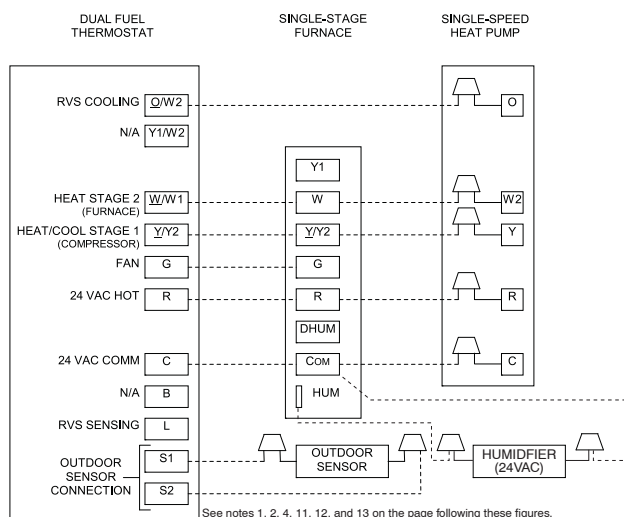 DUAL FUEL
THERMOSTAT
SINGLE-STAGE
FURNACE
SINGLE-SPEED
HEAT PUMP
RVS COOLING O/W2 O
N/A Y1/W2
Y1
HEAT STAGE 2
(FURNACE)
W/W1 W W2
HEAT/COOL STAGE 1
(COMPRESSOR)
Y/Y2 Y/Y2 Y
FAN G G
24 VAC HOT R R R
DHUM
24 VAC COMM C COM C
N/A B
HUM
RVS SENSING L
OUTDOOR
SENSOR
CONNECTION
S1
S2
OUTDOOR
SENSOR
HUMIDFIER
(24VAC)
See notes 1, 2, 4, 11, 12, and 13 on the page following these figures.